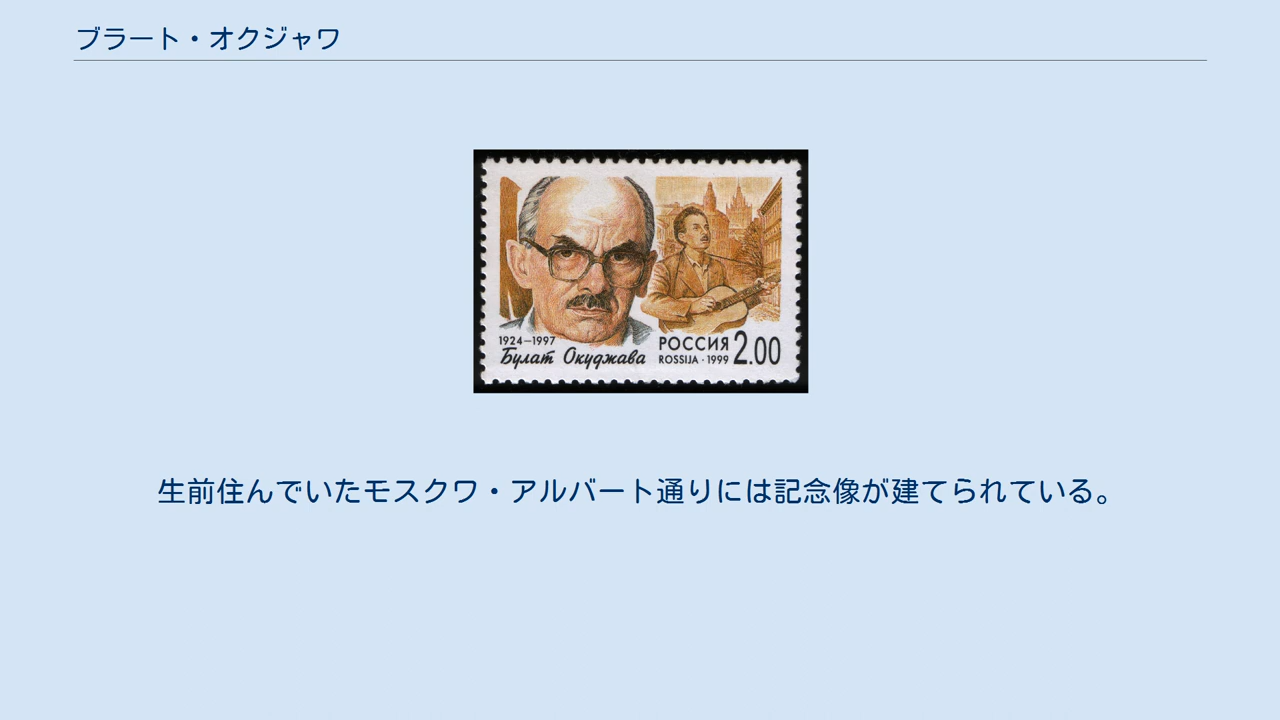 ブラート・オクジャワ
1924–1997
Булат Окуджава
РОССИЯ
ROSSIJA · 1999
2.00
生前住んでいたモスクワ・アルバート通りには記念像が建てられている。